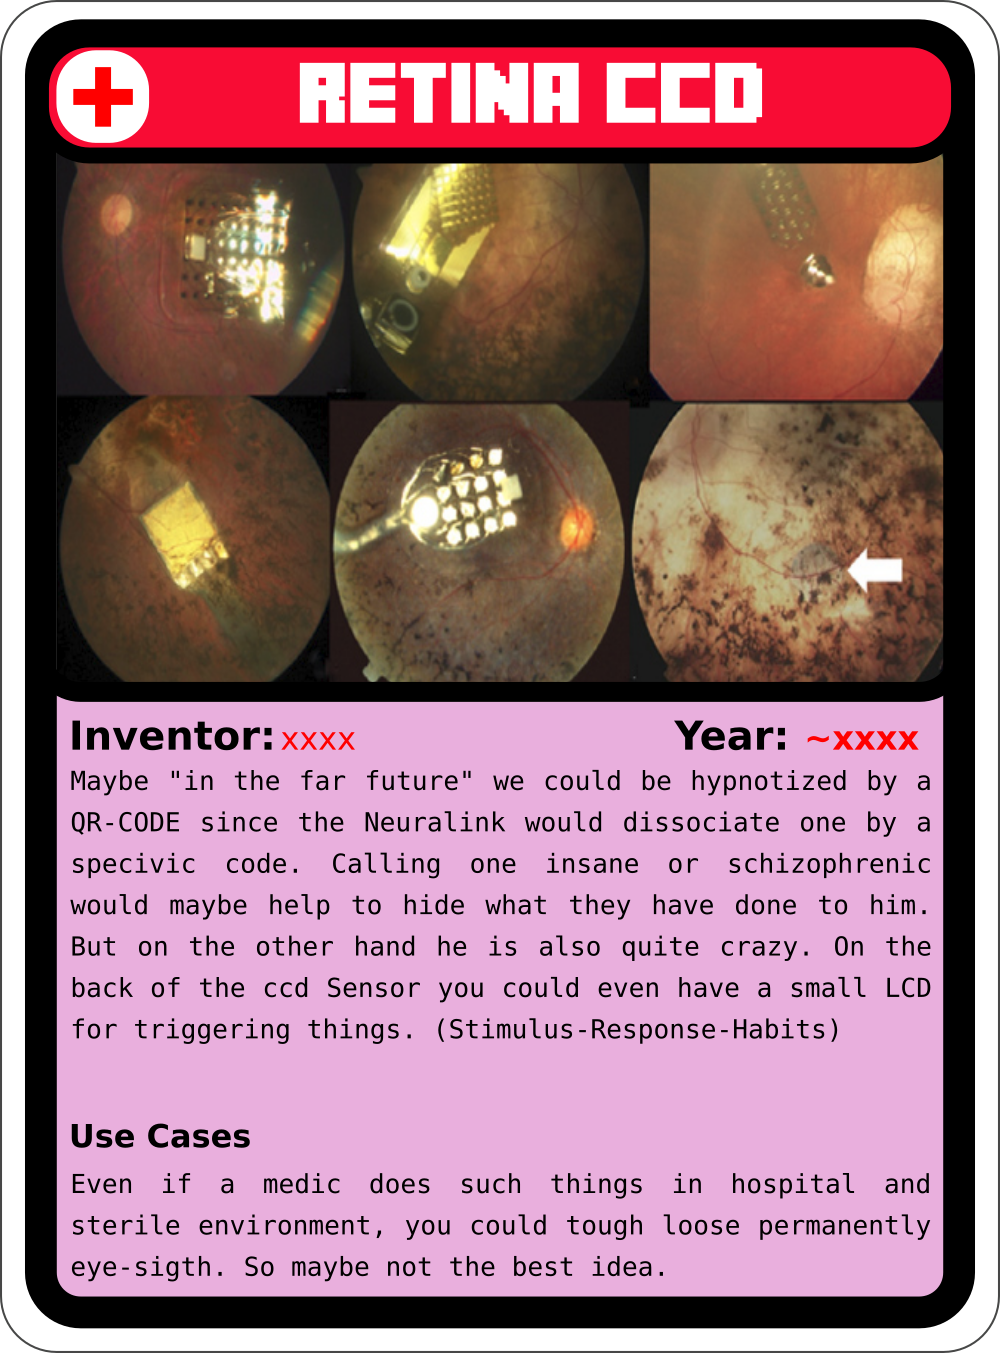 RETINA CCD
Inventor: xxxx Year: ~xxxx
Maybe "in the far future" we could be hypnotized by a
QR-CODE since the Neuralink would dissociate one by a
specivic code. Calling one insane or schizophrenic
would maybe help to hide what they have done to him.
But on the other hand he is also quite crazy. On the
back of the ccd Sensor you could even have a small LCD
for triggering things. (Stimulus-Response-Habits)
Use Cases
Even if a medic does such things in hospital and
sterile environment, you could tough loose permanently
eye-sigth. So maybe not the best idea.